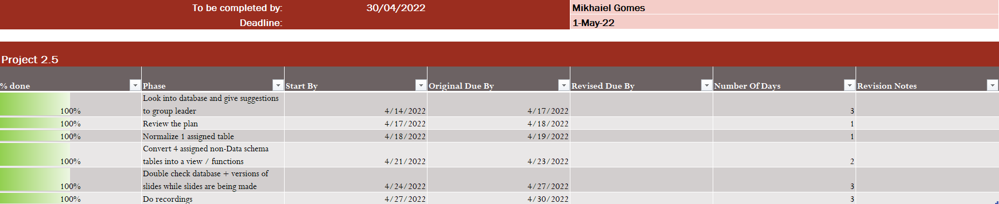 To be completed by: 30/04/2022 Mikhaiel Gomes
Deadline: 1-May-22
Project 2.5
% done Phase Start By Original Due By Revised Due By Number Of Days Revision Notes
Look into database and give suggestions
100% to group leader 4/14/2022 4/17/2022 3
100% Review the plan 4/17/2022 4/18/2022 1
100% Normalize 1 assigned table 4/18/2022 4/19/2022 1
Convert 4 assigned non-Data schema
100% tables into a view / functions 4/21/2022 4/23/2022 2
Double check database + versions of
100% slides while slides are being made 4/24/2022 4/27/2022 3
100% Do recordings 4/27/2022 4/30/2022 3